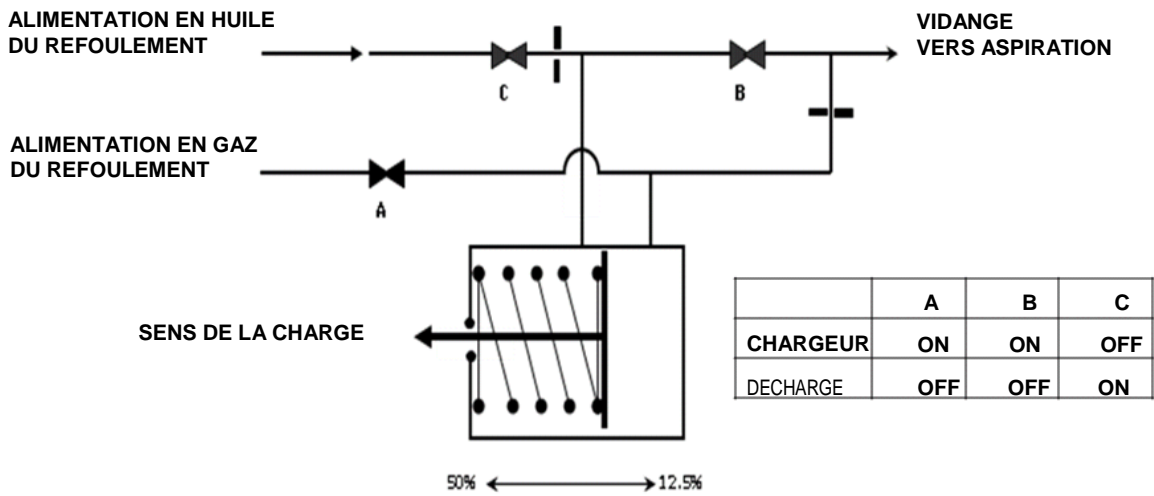 ALIMENTATION EN HUILE
DU REFOULEMENT
VIDANGE
VERS ASPIRATION
C
B
ALIMENTATION EN GAZ
DU REFOULEMENT
A
SENS DE LA CHARGE
A B C
CHARGEUR ON ON OFF
DECHARGE OFF OFF ON
50% 12.5%